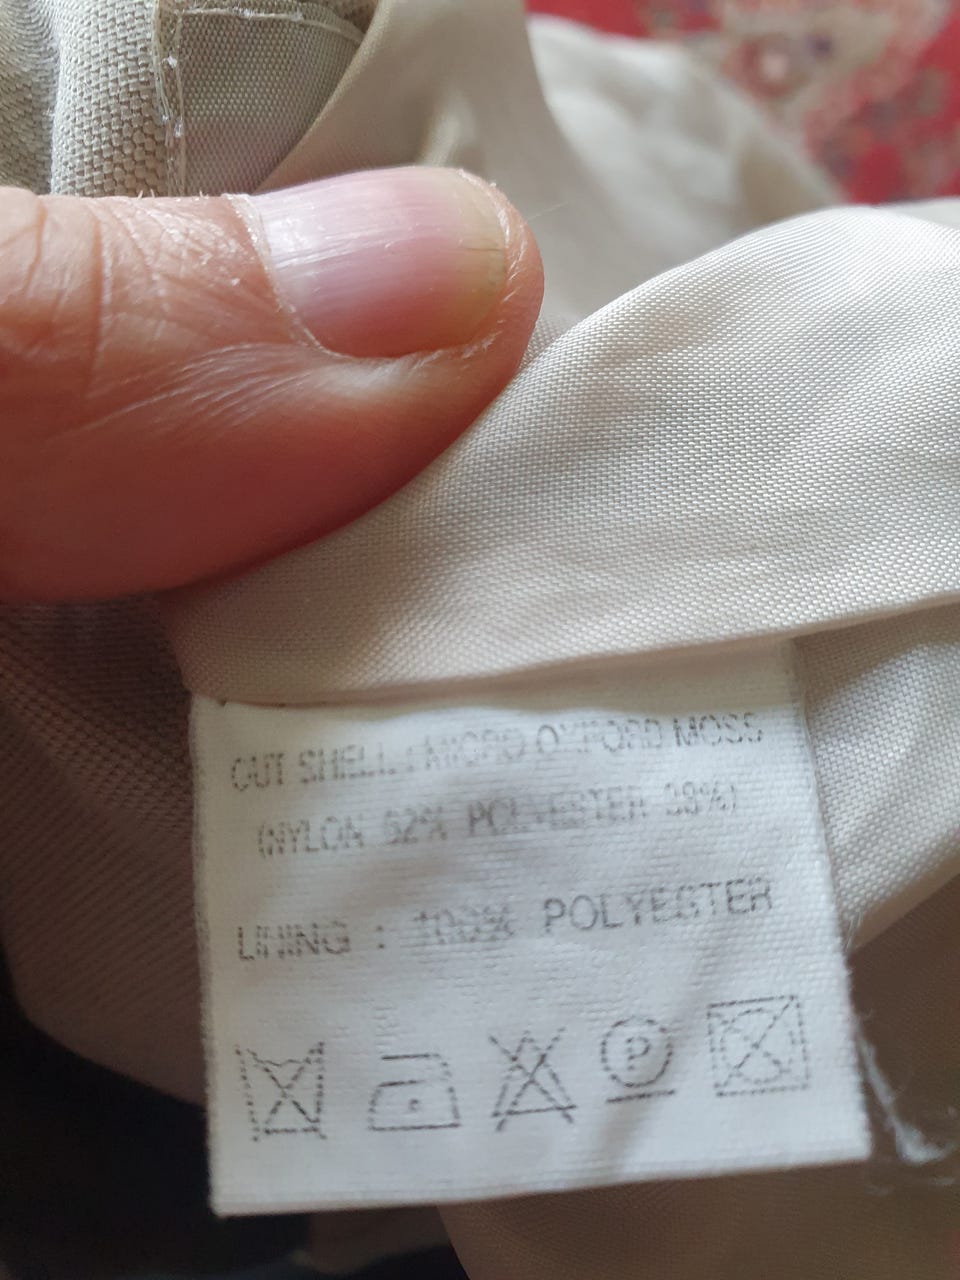 OUT SHELL : MICRO OXFORD MOSS
(NYLON 62% POLYESTER 38%)
LINING : 100% POLYESTER
P